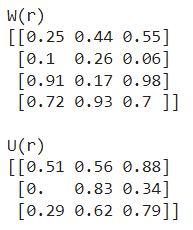 W(r)
[[0.25 0.44 0.55]
 [0.1  0.26 0.06]
 [0.91 0.17 0.98]
 [0.72 0.93 0.7 ]]

U(r)
[[0.51 0.56 0.88]
 [0.   0.83 0.34]
 [0.29 0.62 0.79]]